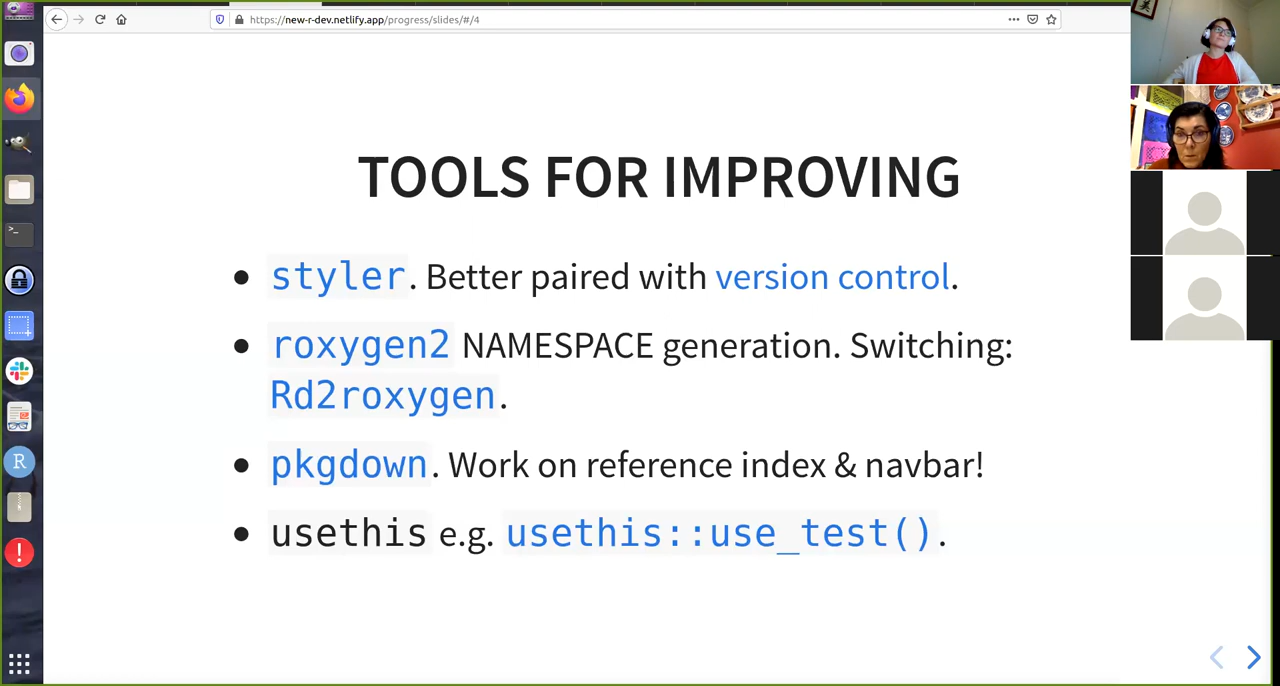 https://new-r-dev.netlify.app/progress/slides/#/4
TOOLS FOR IMPROVING
styler. Better paired with version control.
roxygen2 NAMESPACE generation. Switching:
Rd2roxygen.
pkgdown. Work on reference index & navbar!
usethis e.g. usethis::use_test().
R